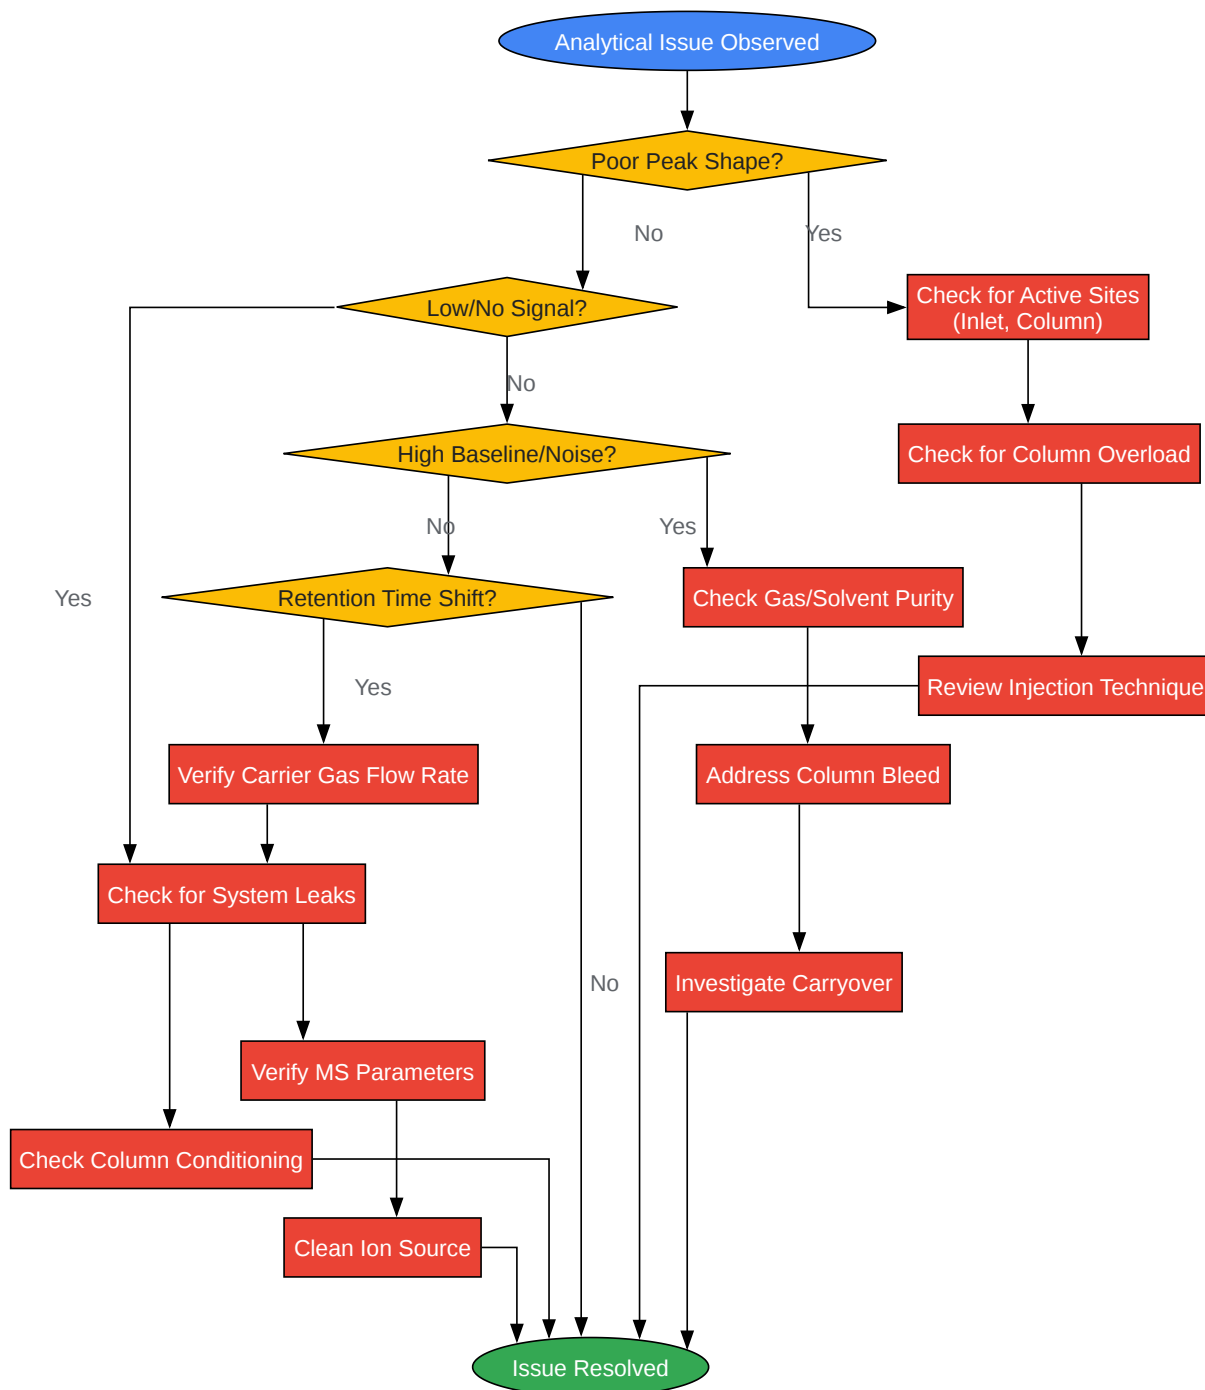 Analytical Issue Observed
Poor Peak Shape?
No
Yes
Check for Active Sites
(Inlet, Column)
Low/No Signal?
No
Check for Column Overload
High Baseline/Noise?
No
Yes
Yes
Retention Time Shift?
Check Gas/Solvent Purity
Yes
Review Injection Technique
Verify Carrier Gas Flow Rate
Address Column Bleed
Check for System Leaks
No
Investigate Carryover
Verify MS Parameters
Check Column Conditioning
Clean Ion Source
Issue Resolved